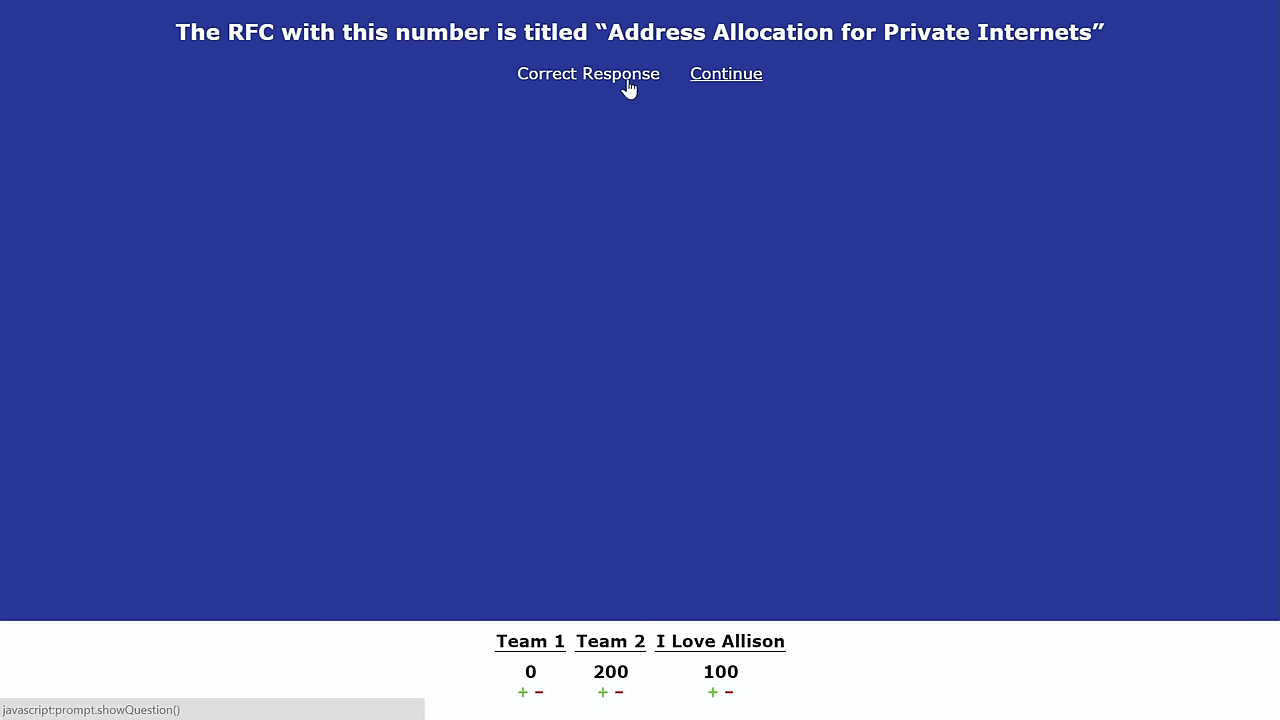 The RFC with this number is titled “Address Allocation for Private Internets”
Correct Response Continue
Team 1 Team 2 I Love Allison
0 200 100
+ − + − + −
javascript:prompt.showQuestion()